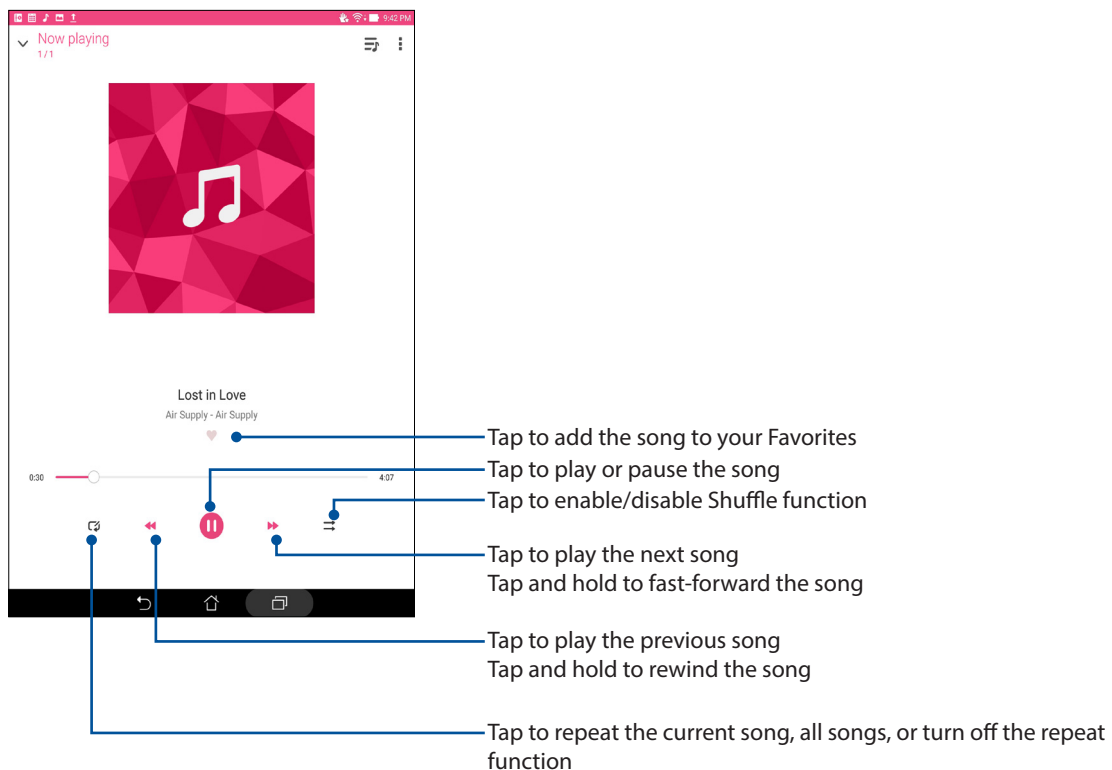 9:42 PM
Now playing
1/1
Lost in Love
Air Supply - Air Supply
Tap to add the song to your Favorites
0:30
4:07
Tap to play or pause the song
Tap to enable/disable Shuffle function
Tap to play the next song
Tap and hold to fast-forward the song
Tap to play the previous song
Tap and hold to rewind the song
Tap to repeat the current song, all songs, or turn off the repeat
function